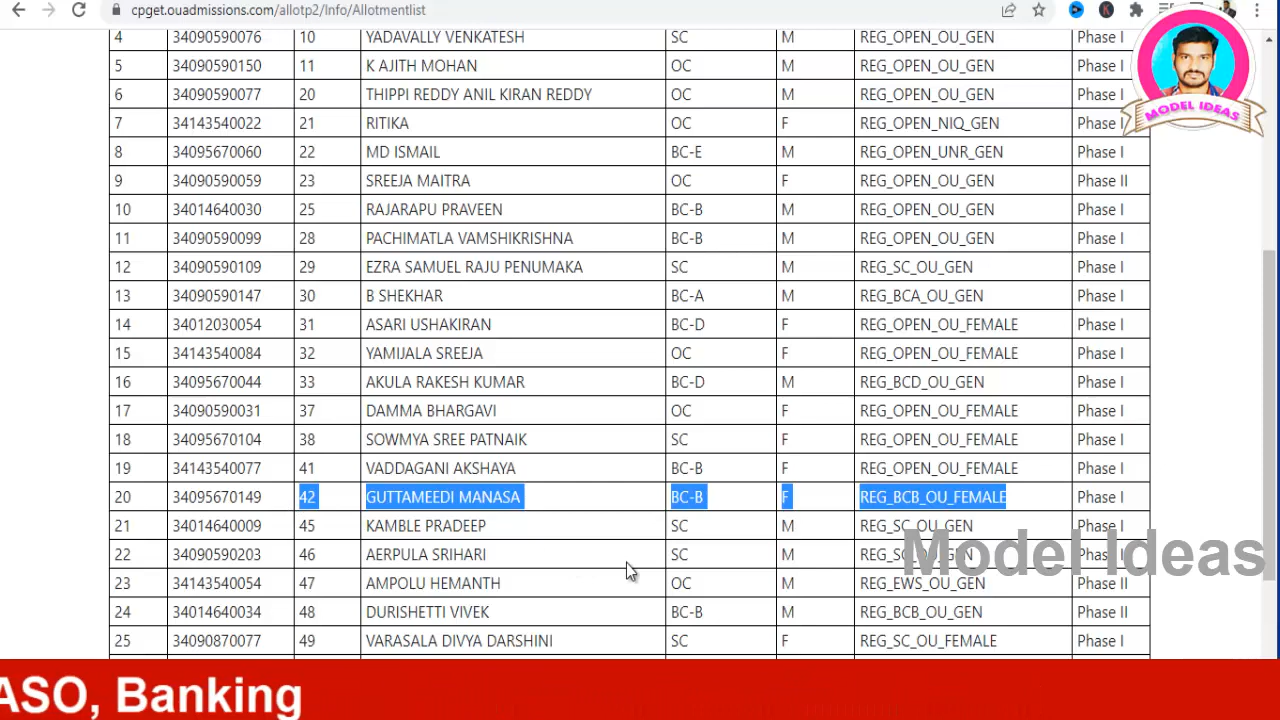 cpget.ouadmissions.com/allotp2/Info/Allotmentlist
4 34090590076 10 YADAVALLY VENKATESH SC M REG_OPEN_OU_GEN Phase I
5 34090590150 11 K AJITH MOHAN OC M REG_OPEN_OU_GEN Phase I
6 34090590077 20 THIPPI REDDY ANIL KIRAN REDDY OC M REG_OPEN_OU_GEN Phase I
7 34143540022 21 RITIKA OC F REG_OPEN_NIQ_GEN Phase I
8 34095670060 22 MD ISMAIL BC-E M REG_OPEN_UNR_GEN Phase I
9 34090590059 23 SREEJA MAITRA OC F REG_OPEN_OU_GEN Phase II
10 34014640030 25 RAJARAPU PRAVEEN BC-B M REG_OPEN_OU_GEN Phase I
11 34090590099 28 PACHIMATLA VAMSHIKRISHNA BC-B M REG_OPEN_OU_GEN Phase I
12 34090590109 29 EZRA SAMUEL RAJU PENUMAKA SC M REG_SC_OU_GEN Phase I
13 34090590147 30 B SHEKHAR BC-A M REG_BCA_OU_GEN Phase I
14 34012030054 31 ASARI USHAKIRAN BC-D F REG_OPEN_OU_FEMALE Phase I
15 34143540084 32 YAMIJALA SREEJA OC F REG_OPEN_OU_FEMALE Phase I
16 34095670044 33 AKULA RAKESH KUMAR BC-D M REG_BCD_OU_GEN Phase I
17 34090590031 37 DAMMA BHARGAVI OC F REG_OPEN_OU_FEMALE Phase I
18 34095670104 38 SOWMYA SREE PATNAIK SC F REG_OPEN_OU_FEMALE Phase I
19 34143540077 41 VADDAGANI AKSHAYA BC-B F REG_OPEN_OU_FEMALE Phase I
20 34095670149 42 GUTTAMEEDI MANASA BC-B F REG_BCB_OU_FEMALE Phase I
21 34014640009 45 KAMBLE PRADEEP SC M REG_SC_OU_GEN Phase I
22 34090590203 46 AERPULA SRIHARI SC M REG_SC_OU_GEN Phase I
23 34143540054 47 AMPOLU HEMANTH OC M REG_EWS_OU_GEN Phase II
24 34014640034 48 DURISHETTI VIVEK BC-B M REG_BCB_OU_GEN Phase II
25 34090870077 49 VARASALA DIVYA DARSHINI SC F REG_SC_OU_FEMALE Phase I
MODEL IDEAS
Model Ideas
ASO, Banking